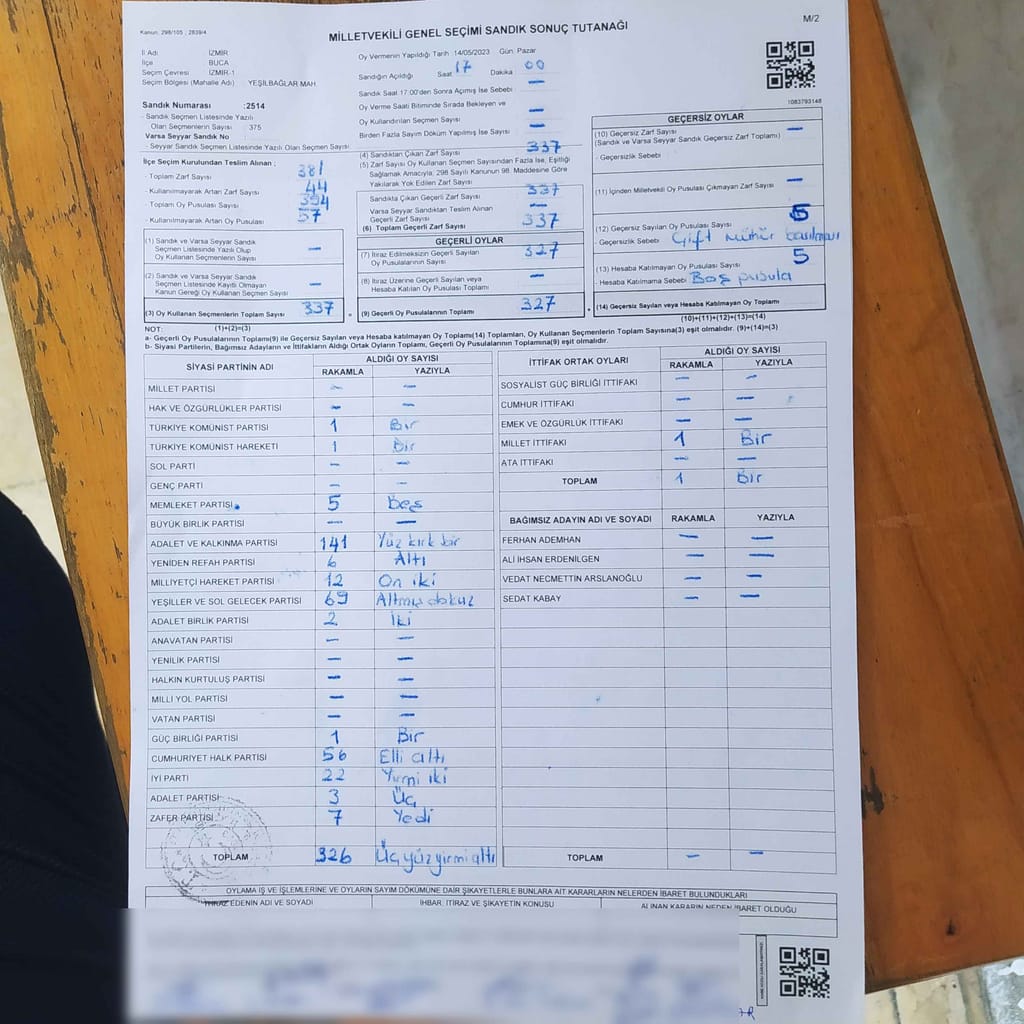 Kanun: 298/105 , 2839/4
M/2
MİLLETVEKİLİ GENEL SEÇİMİ SANDIK SONUÇ TUTANAĞI
İl Adı İZMİR
İlçe BUCA
Seçim Çevresi İZMİR-1
Seçim Bölgesi (Mahalle Adı) : YEŞİLBAĞLAR MAH.
Sandık Numarası :2514
- Sandık Seçmen Listesinde Yazılı
Olan Seçmenlerin Sayısı : 375
Varsa Seyyar Sandık No
- Seyyar Sandık Seçmen Listesinde Yazılı Olan Seçmen Sayısı
İlçe Seçim Kurulundan Teslim Alınan ;
- Toplam Zarf Sayısı 381
- Kullanılmayarak Artan Zarf Sayısı 44
- Toplam Oy Pusulası Sayısı 394
- Kullanılmayarak Artan Oy Pusulası 57
(1) Sandık ve Varsa Seyyar Sandık
Seçmen Listesinde Yazılı Olup
Oy Kullanan Seçmenlerin Sayısı —
(2) Sandık ve Varsa Seyyar Sandık
Seçmen Listesinde Kayıtlı Olmayan
Kanun Gereği Oy Kullanan Seçmen Sayısı —
(3) Oy Kullanan Seçmenlerin Toplam Sayısı 337
Oy Vermenin Yapıldığı Tarih 14/05/2023 Gün: Pazar
Sandığın Açıldığı Saat 17 Dakika 00
Sandık Saat 17:00'den Sonra Açımış İse Sebebi —
Oy Verme Saati Bitiminde Sırada Bekleyen ve
Oy Kullandırılan Seçmen Sayısı —
Birden Fazla Sayım Döküm Yapılmış İse Sayısı —
(4) Sandıktan Çıkan Zarf Sayısı 337
(5) Zarf Sayısı Oy Kullanan Seçmen Sayısından Fazla İse, Eşitliği
Sağlamak Amacıyla, 298 Sayılı Kanunun 98. Maddesine Göre
Yakılarak Yok Edilen Zarf Sayısı
Sandıkta Çıkan Geçerli Zarf Sayısı 337
Varsa Seyyar Sandıktan Teslim Alınan
Geçerli Zarf Sayısı —
(6) Toplam Geçerli Zarf Sayısı 337
GEÇERLİ OYLAR
(7) İtiraz Edilmeksizin Geçerli Sayılan
Oy Pusulalarının Sayısı 327
(8) İtiraz Üzerine Geçerli Sayılan veya
Hesaba Katılan Oy Pusulası Toplamı —
(9) Geçerli Oy Pusulalarının Toplamı 327
1083793148
GEÇERSİZ OYLAR
(10) Geçersiz Zarf Sayısı —
(Sandık ve Varsa Seyyar Sandık Geçersiz Zarf Toplamı)
- Geçersizlik Sebebi
(11) İçinden Milletvekili Oy Pusulası Çıkmayan Zarf Sayısı —
(12) Geçersiz Sayılan Oy Pusulası Sayısı 5
- Geçersizlik Sebebi Çift mühür basılması
(13) Hesaba Katılmayan Oy Pusulası Sayısı 5
- Hesaba Katılmama Sebebi Boş pusula
(14) Geçersiz Sayılan veya Hesaba Katılmayan Oy Toplamı
NOT: (1)+(2)=(3) (10)+(11)+(12)+(13)=(14)
a- Geçerli Oy Pusulalarının Toplamı(9) ile Geçersiz Sayılan veya Hesaba katılmayan Oy Toplamı(14) Toplamları, Oy Kullanan Seçmenlerin Toplam Sayısına(3) eşit olmalıdır. (9)+(14)=(3)
b- Siyasi Partilerin, Bağımsız Adayların ve İttifakların Aldığı Oy Sayıları, Geçerli Oy Pusulalarının Toplamına(9) eşit olmalıdır.
SİYASİ PARTİNİN ADI ALDIĞI OY SAYISI
RAKAMLA YAZIYLA
MİLLET PARTİSİ — —
HAK VE ÖZGÜRLÜKLER PARTİSİ — —
TÜRKİYE KOMÜNİST PARTİSİ 1 Bir
TÜRKİYE KOMÜNİST HAREKETİ 1 Bir
SOL PARTİ — —
GENÇ PARTİ — —
MEMLEKET PARTİSİ 5 Beş
BÜYÜK BİRLİK PARTİSİ — —
ADALET VE KALKINMA PARTİSİ 141 Yüz kırk bir
YENİDEN REFAH PARTİSİ 6 Altı
MİLLİYETÇİ HAREKET PARTİSİ 12 On iki
YEŞİLLER VE SOL GELECEK PARTİSİ 69 Altmış dokuz
ADALET BİRLİK PARTİSİ 2 İki
ANAVATAN PARTİSİ — —
YENİLİK PARTİSİ — —
HALKIN KURTULUŞ PARTİSİ — —
MİLLİ YOL PARTİSİ — —
VATAN PARTİSİ — —
GÜÇ BİRLİĞİ PARTİSİ 1 Bir
CUMHURİYET HALK PARTİSİ 56 Elli altı
İYİ PARTİ 22 Yirmi iki
ADALET PARTİSİ 3 Üç
ZAFER PARTİSİ 7 Yedi
TOPLAM 326 Üçyüzyirmialtı
İTTİFAK ORTAK OYLARI ALDIĞI OY SAYISI
RAKAMLA YAZIYLA
SOSYALİST GÜÇ BİRLİĞİ İTTİFAKI — —
CUMHUR İTTİFAKI — —
EMEK VE ÖZGÜRLÜK İTTİFAKI — —
MİLLET İTTİFAKI 1 Bir
ATA İTTİFAKI — —
TOPLAM 1 Bir
BAĞIMSIZ ADAYIN ADI VE SOYADI RAKAMLA YAZIYLA
FERHAN ADEMHAN — —
ALİ İHSAN ERDENİLGEN — —
VEDAT NECMETTİN ARSLANOĞLU — —
SEDAT KABAY — —
TOPLAM — —
OYLAMA İŞ VE İŞLEMLERİNE VE OYLARIN SAYIM DÖKÜMÜNE DAİR ŞİKAYETLERLE BUNLARA AİT KARARLARIN NELERDEN İBARET BULUNDUKLARI
İTİRAZ EDENİN ADI VE SOYADI İHBAR, İTİRAZ VE ŞİKAYETİN KONUSU ALINAN KARARIN NEDEN İBARET OLDUĞU